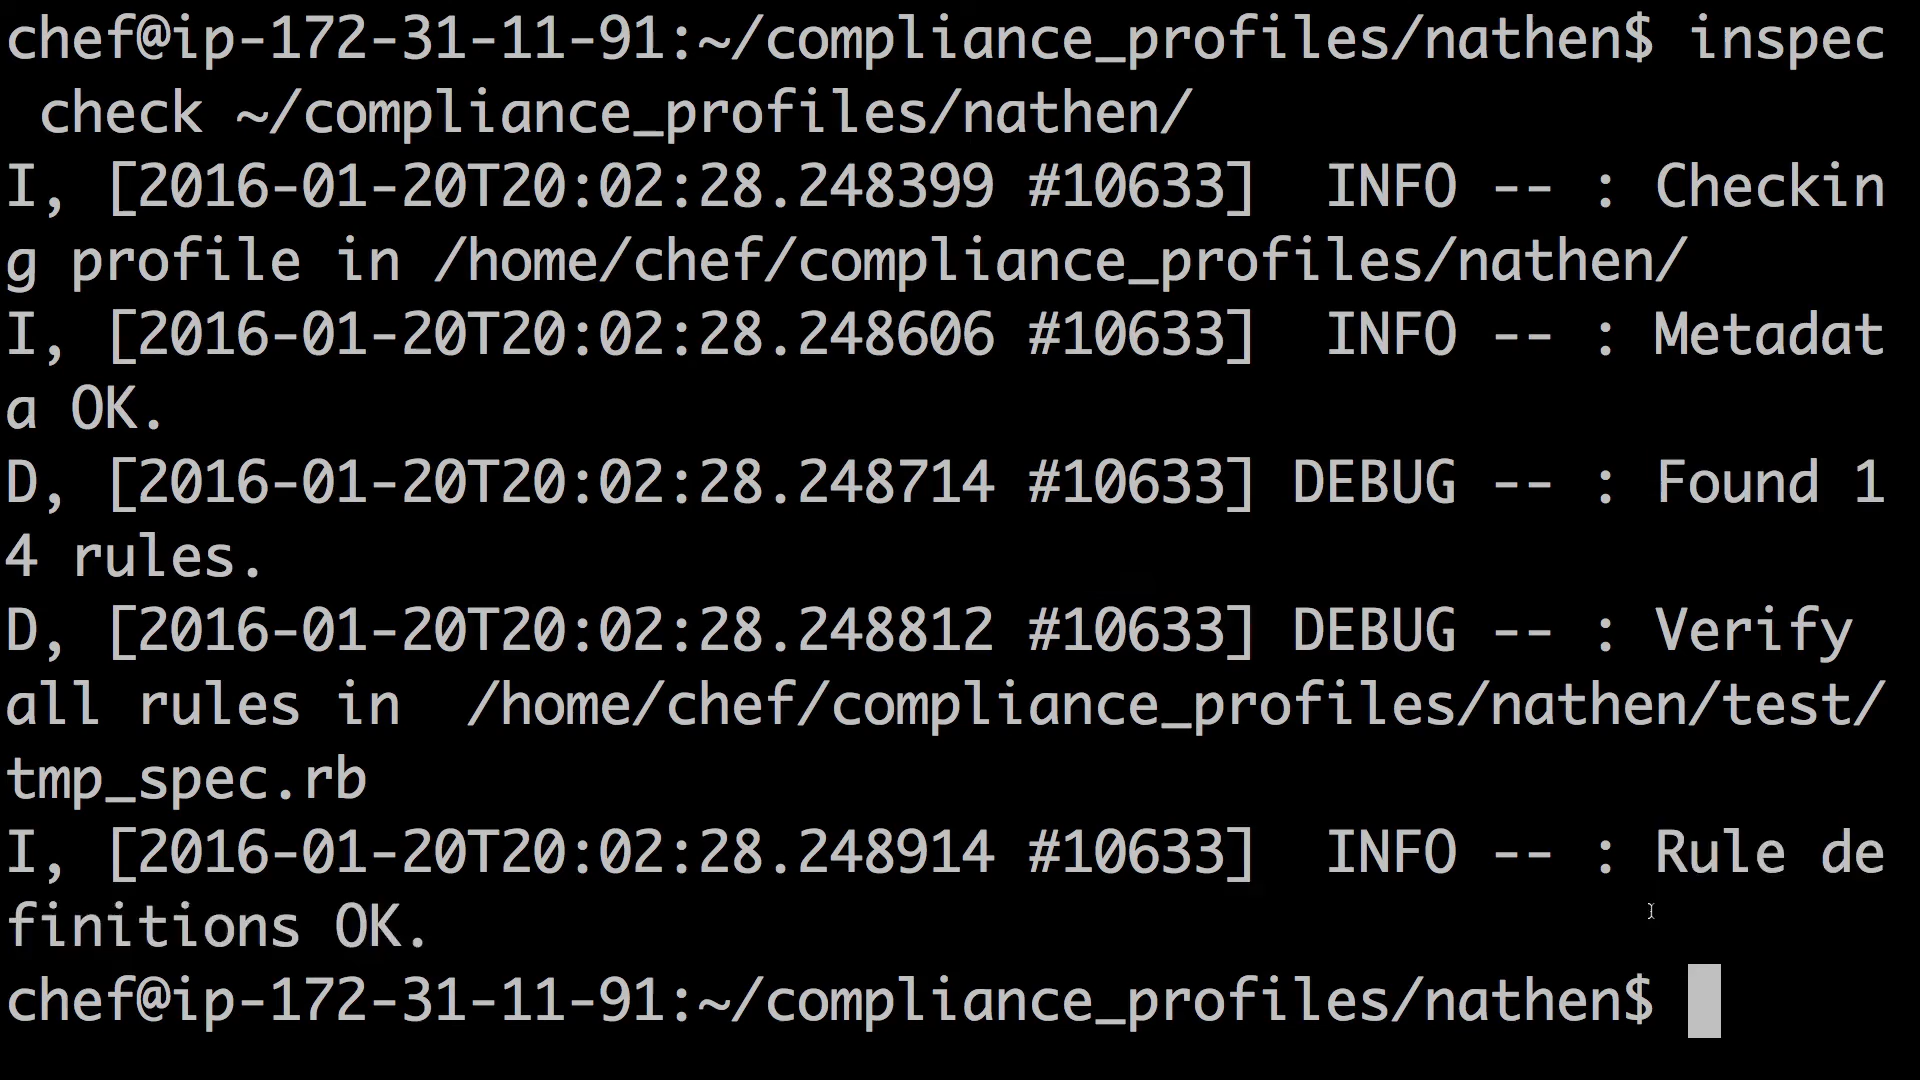 chef@ip-172-31-11-91:~/compliance_profiles/nathen$ inspec
 check ~/compliance_profiles/nathen/
I, [2016-01-20T20:02:28.248399 #10633]  INFO -- : Checkin
g profile in /home/chef/compliance_profiles/nathen/
I, [2016-01-20T20:02:28.248606 #10633]  INFO -- : Metadat
a OK.
D, [2016-01-20T20:02:28.248714 #10633] DEBUG -- : Found 1
4 rules.
D, [2016-01-20T20:02:28.248812 #10633] DEBUG -- : Verify 
all rules in  /home/chef/compliance_profiles/nathen/test/
tmp_spec.rb
I, [2016-01-20T20:02:28.248914 #10633]  INFO -- : Rule de
finitions OK.
chef@ip-172-31-11-91:~/compliance_profiles/nathen$